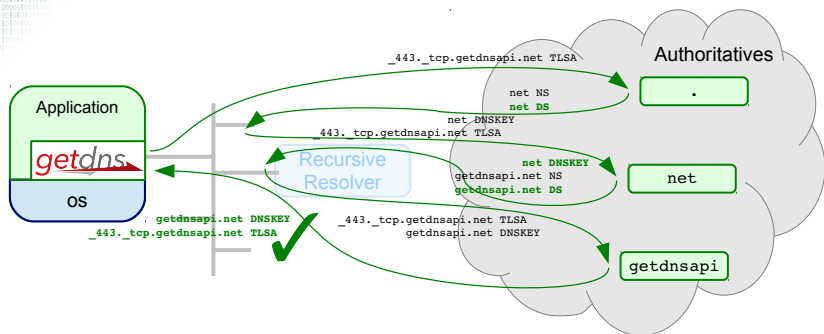 Authoritatives
_443._tcp.getdnsapi.net TLSA
.
Application
net NS
net DS
net DNSKEY
_443._tcp.getdnsapi.net TLSA
getdns
Recursive
Resolver
net DNSKEY
getdnsapi.net NS
getdnsapi.net DS
net
OS
getdnsapi.net DNSKEY
_443._tcp.getdnsapi.net TLSA
_443._tcp.getdnsapi.net TLSA
getdnsapi.net DNSKEY
getdnsapi